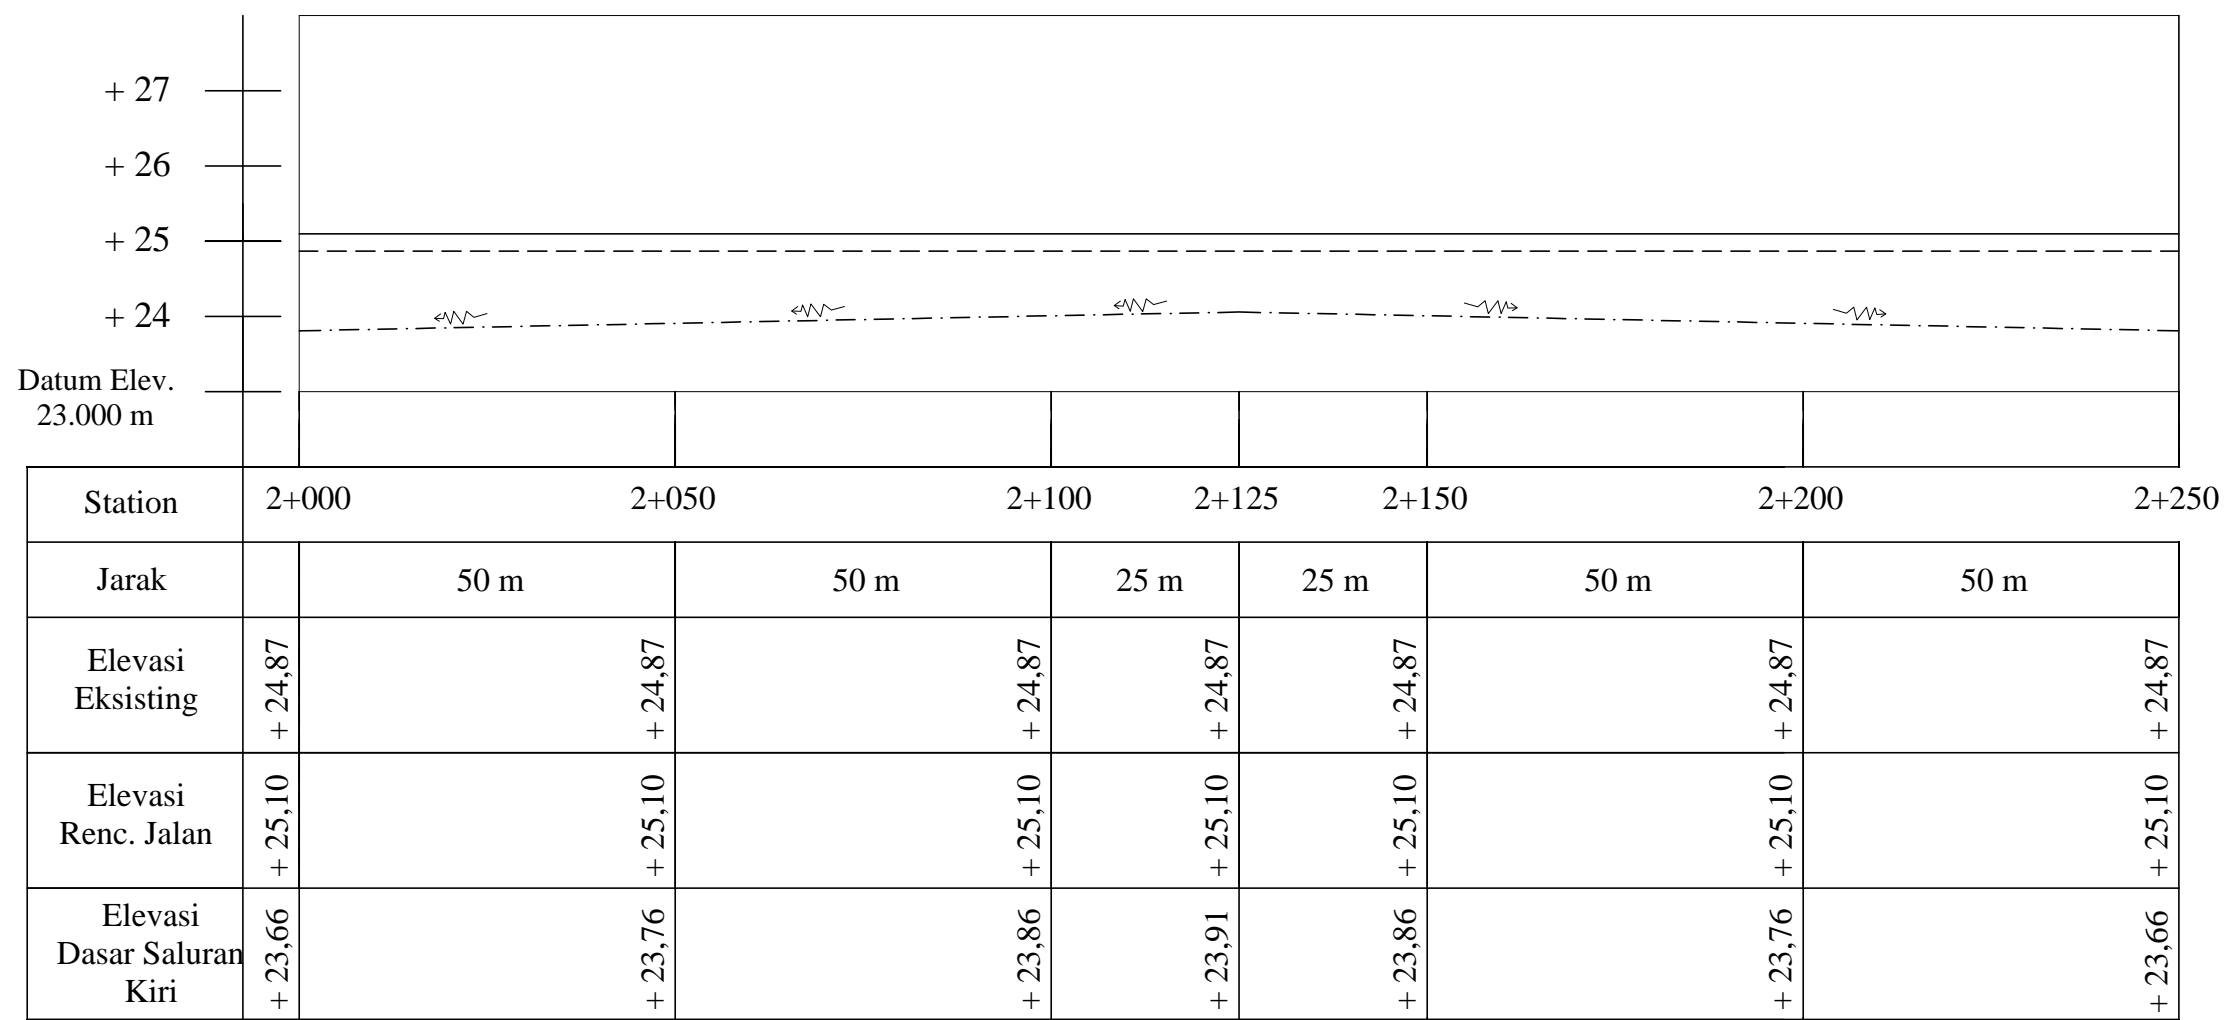 + 27
+ 26
+ 25
+ 24
Datum Elev.
23.000 m
Station 2+000 2+050 2+100 2+125 2+150 2+200 2+250
Jarak 50 m 50 m 25 m 25 m 50 m 50 m
Elevasi
Eksisting
+ 24,87 + 24,87 + 24,87 + 24,87 + 24,87 + 24,87 + 24,87
Elevasi
Renc. Jalan
+ 25,10 + 25,10 + 25,10 + 25,10 + 25,10 + 25,10 + 25,10
Elevasi
Dasar Saluran
Kiri
+ 23,66 + 23,76 + 23,86 + 23,91 + 23,86 + 23,76 + 23,66